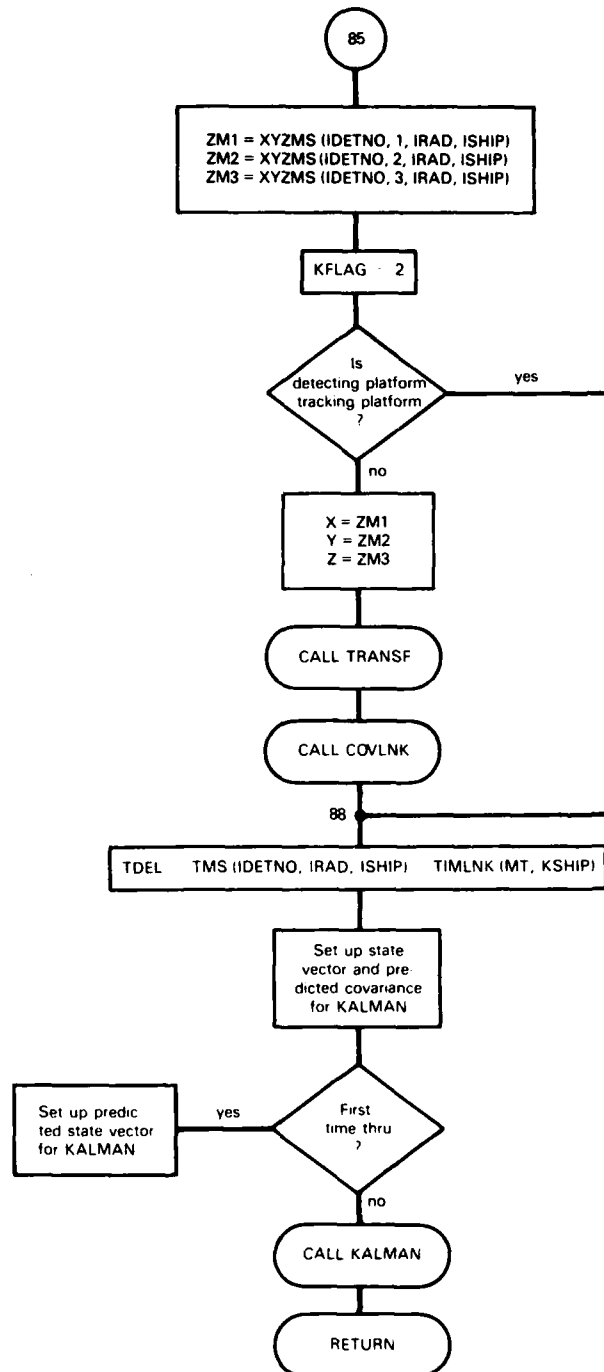 85
ZM1 = XYZMS (IDETNO, 1, IRAD, ISHIP)
ZM2 = XYZMS (IDETNO, 2, IRAD, ISHIP)
ZM3 = XYZMS (IDETNO, 3, IRAD, ISHIP)
KFLAG - 2
Is
detecting platform
tracking platform
?
yes
no
X = ZM1
Y = ZM2
Z = ZM3
CALL TRANSF
CALL COVLNK
88
TDEL TMS (IDETNO, IRAD, ISHIP) TIMLNK (MT, KSHIP)
Set up state
vector and pre-
dicted covariance
for KALMAN
First
time thru
?
yes
Set up predic
ted state vector
for KALMAN
no
CALL KALMAN
RETURN